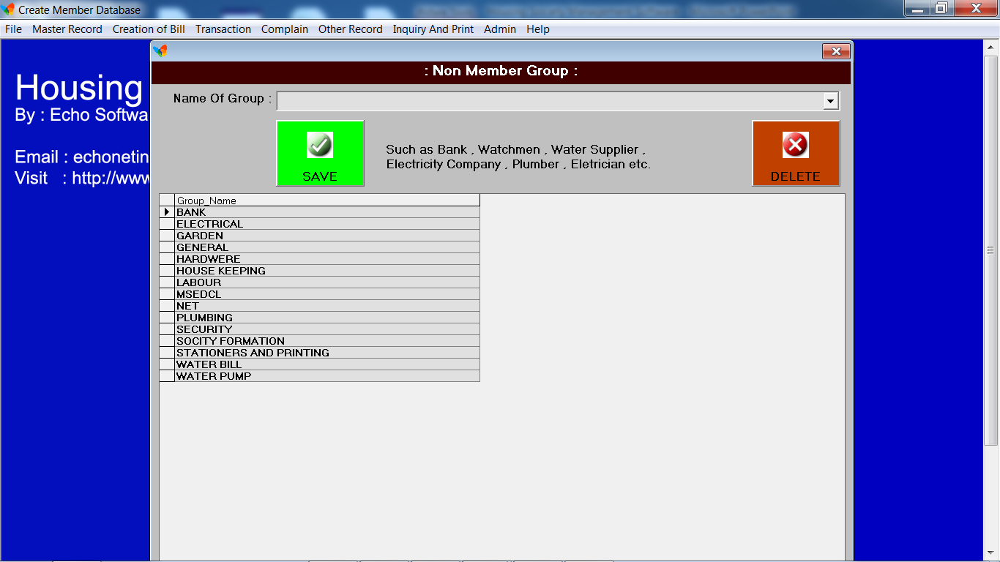 Create Member Database
File Master Record Creation of Bill Transaction Complain Other Record Inquiry And Print Admin Help
Housing
By : Echo Softwa
Email : echonetin
Visit : http://www
: Non Member Group :
Name Of Group :
SAVE
Such as Bank , Watchmen , Water Supplier ,
Electricity Company , Plumber , Eletrician etc.
DELETE
Group_Name
BANK
ELECTRICAL
GARDEN
GENERAL
HARDWERE
HOUSE KEEPING
LABOUR
MSEDCL
NET
PLUMBING
SECURITY
SOCITY FORMATION
STATIONERS AND PRINTING
WATER BILL
WATER PUMP